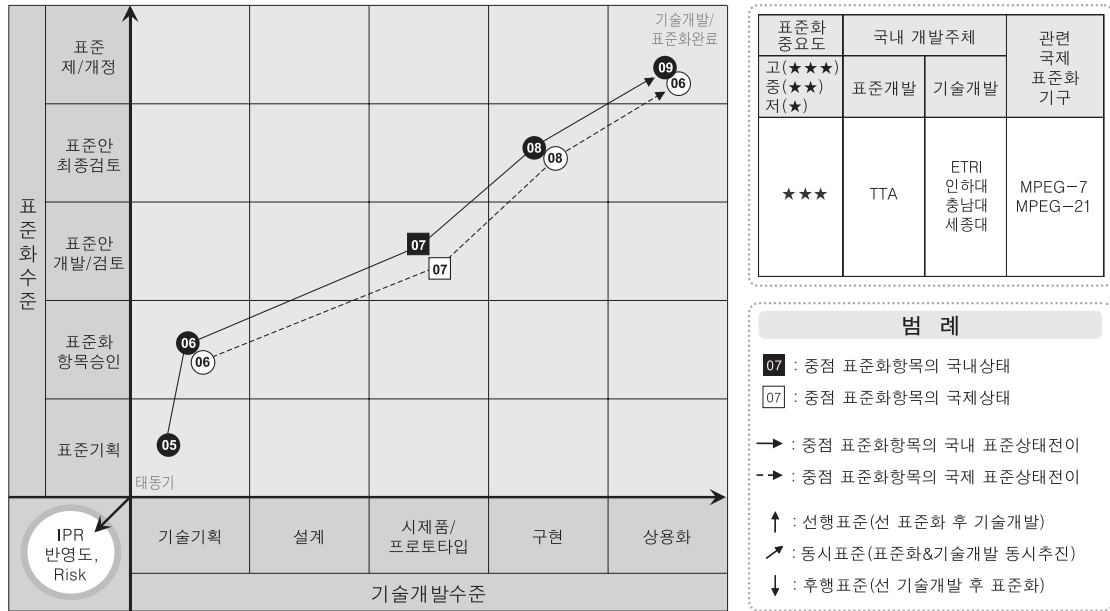 표준화수준
표준
제/개정
표준안
최종검토
표준안
개발/검토
표준화
항목승인
표준기획
기술개발/
표준화완료
09
06
08
08
07
07
06
06
05
태동기
IPR
반영도,
Risk
기술기획
설계
시제품/
프로토타입
구현
상용화
기술개발수준
표준화
중요도
국내 개발주체
관련
국제
표준화
기구
고(★★★)
중(★★)
저(★)
표준개발
기술개발
★★★
TTA
ETRI
인하대
충남대
세종대
MPEG-7
MPEG-21
범 례
07 : 중점 표준화항목의 국내상태
07 : 중점 표준화항목의 국제상태
: 중점 표준화항목의 국내 표준상태전이
: 중점 표준화항목의 국제 표준상태전이
: 선행표준(선 표준화 후 기술개발)
: 동시표준(표준화&기술개발 동시추진)
: 후행표준(선 기술개발 후 표준화)